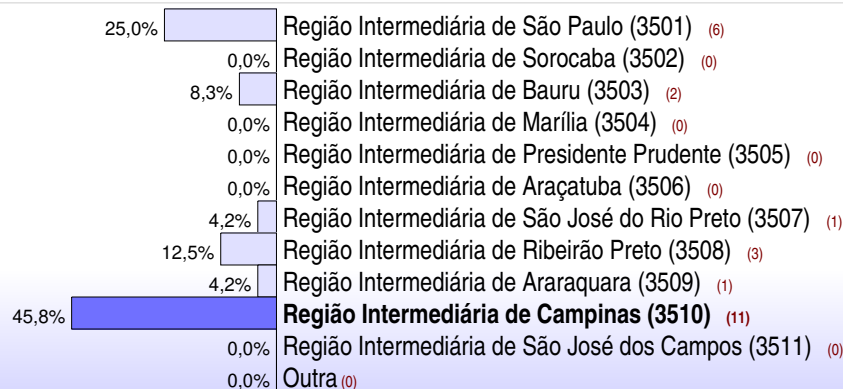 25,0% Região Intermediária de São Paulo (3501) (6)
0,0% Região Intermediária de Sorocaba (3502) (0)
8,3% Região Intermediária de Bauru (3503) (2)
0,0% Região Intermediária de Marília (3504) (0)
0,0% Região Intermediária de Presidente Prudente (3505) (0)
0,0% Região Intermediária de Araçatuba (3506) (0)
4,2% Região Intermediária de São José do Rio Preto (3507) (1)
12,5% Região Intermediária de Ribeirão Preto (3508) (3)
4,2% Região Intermediária de Araraquara (3509) (1)
45,8% Região Intermediária de Campinas (3510) (11)
0,0% Região Intermediária de São José dos Campos (3511) (0)
0,0% Outra (0)